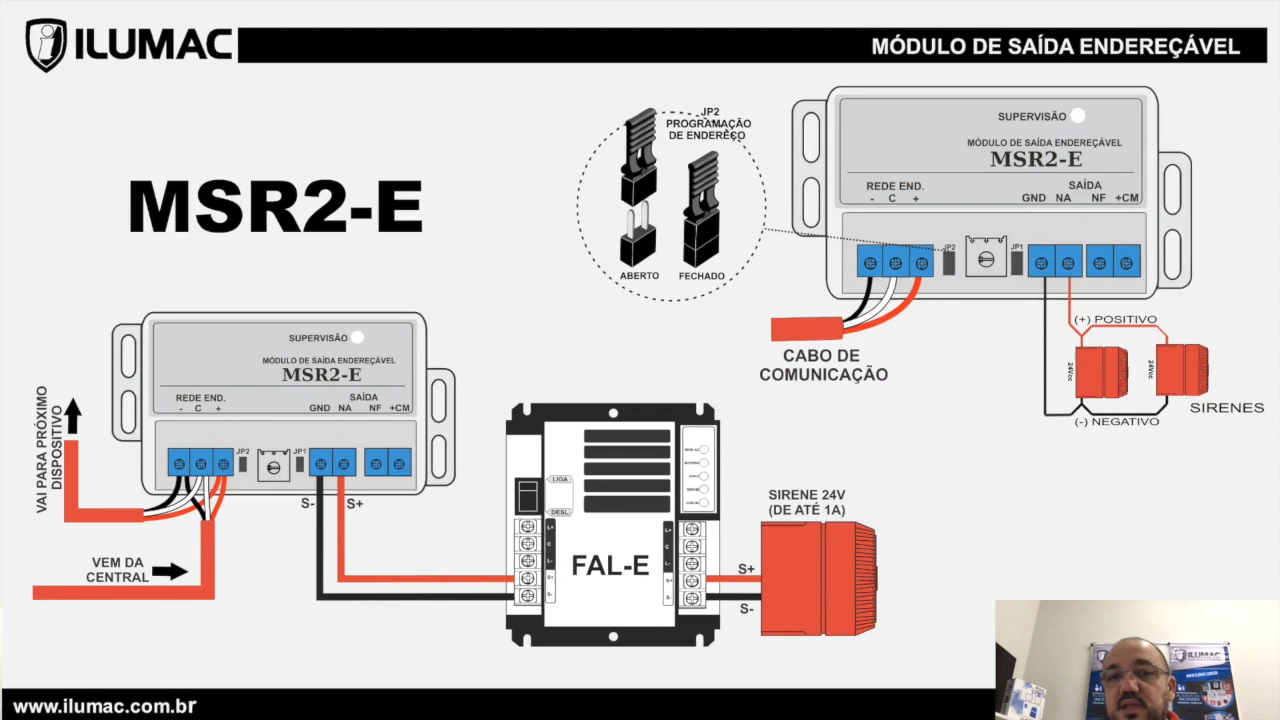 ILUMAC
MÓDULO DE SAÍDA ENDEREÇÁVEL
MSR2-E
JP2
PROGRAMAÇÃO
DE ENDEREÇO
ABERTO
FECHADO
SUPERVISÃO
MÓDULO DE SAÍDA ENDEREÇÁVEL
MSR2-E
REDE END.
- C +
SAÍDA
GND NA NF +CM
JP2
JP1
CABO DE
COMUNICAÇÃO
(+) POSITIVO
24Vcc
24Vcc
SIRENES
(-) NEGATIVO
SUPERVISÃO
MÓDULO DE SAÍDA ENDEREÇÁVEL
MSR2-E
REDE END.
- C +
SAÍDA
GND NA NF +CM
JP2
JP1
VAI PARA PRÓXIMO
DISPOSITIVO
VEM DA
CENTRAL
S-
S+
LIGA
DESL.
L+
C
L-
S+
S-
FAL-E
L+
C
L-
S+
S-
SIRENE 24V
(DE ATÉ 1A)
S+
S-
ILUMAC
www.ilumac.com.br